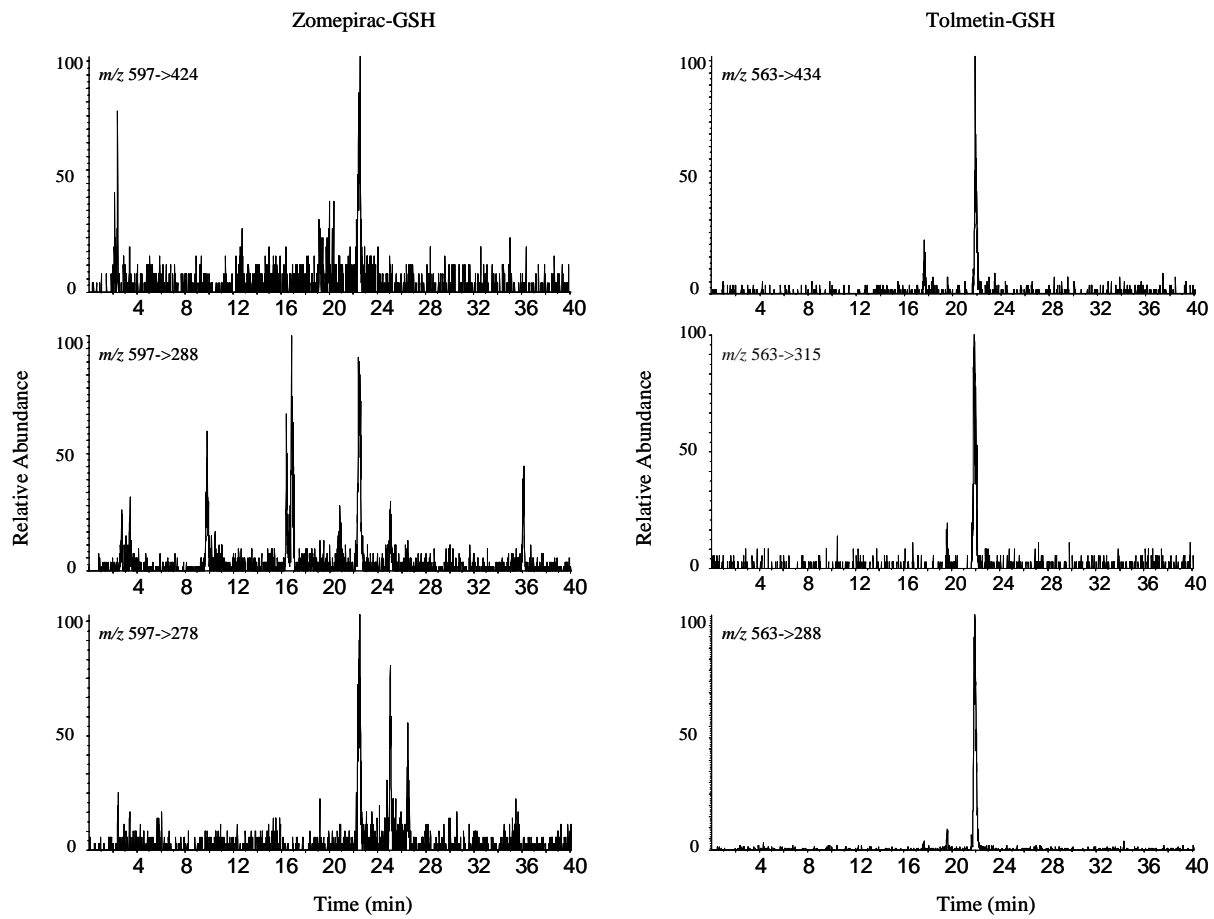 Zomepirac-GSH
Tolmetin-GSH
m/z 597->424
100
50
0
4 8 12 16 20 24 28 32 36 40
m/z 563->434
100
50
0
4 8 12 16 20 24 28 32 36 40
m/z 597->288
100
50
0
4 8 12 16 20 24 28 32 36 40
Relative Abundance
m/z 563->315
100
50
0
4 8 12 16 20 24 28 32 36 40
Relative Abundance
m/z 597->278
100
50
0
4 8 12 16 20 24 28 32 36 40
Time (min)
m/z 563->288
100
50
0
4 8 12 16 20 24 28 32 36 40
Time (min)